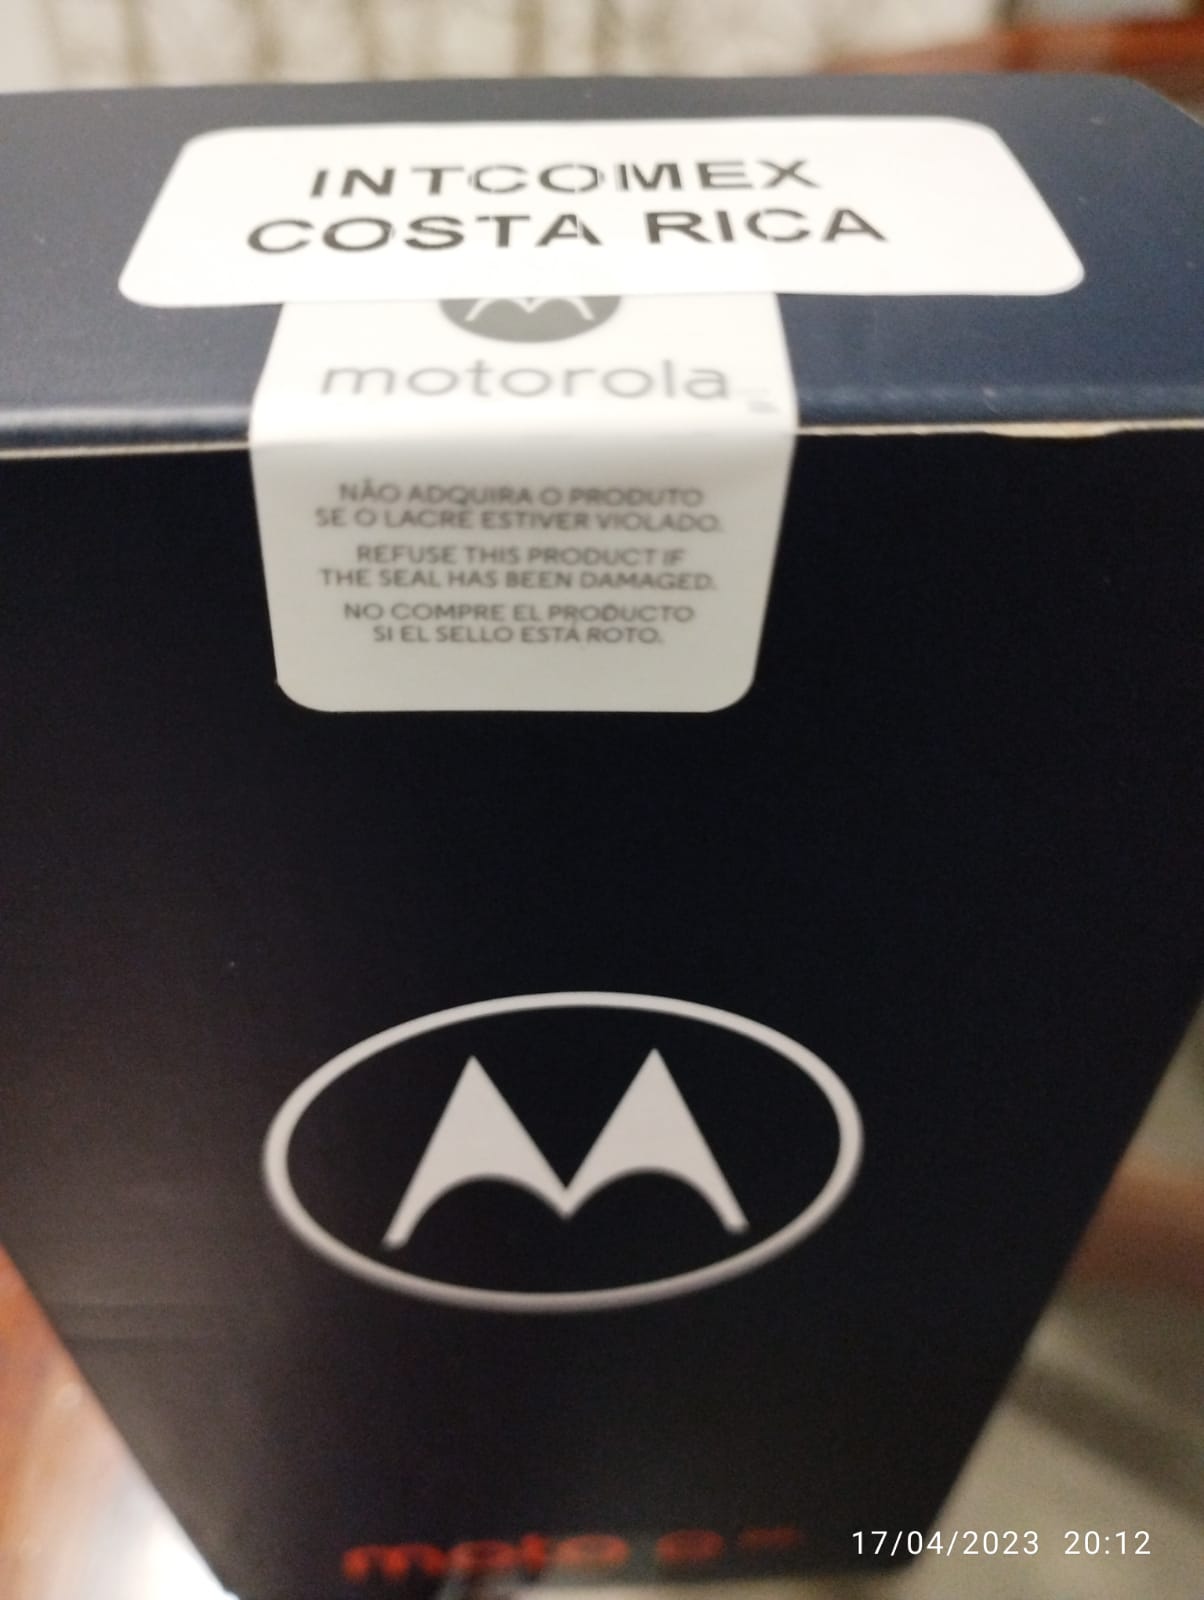 INTCOMEX
COSTA RICA
motorola
NÃO ADQUIRA O PRODUTO
SE O LACRE ESTIVER VIOLADO.
REFUSE THIS PRODUCT IF
THE SEAL HAS BEEN DAMAGED.
NO COMPRE EL PRODUCTO
SI EL SELLO ESTÁ ROTO.
moto
17/04/2023 20:12